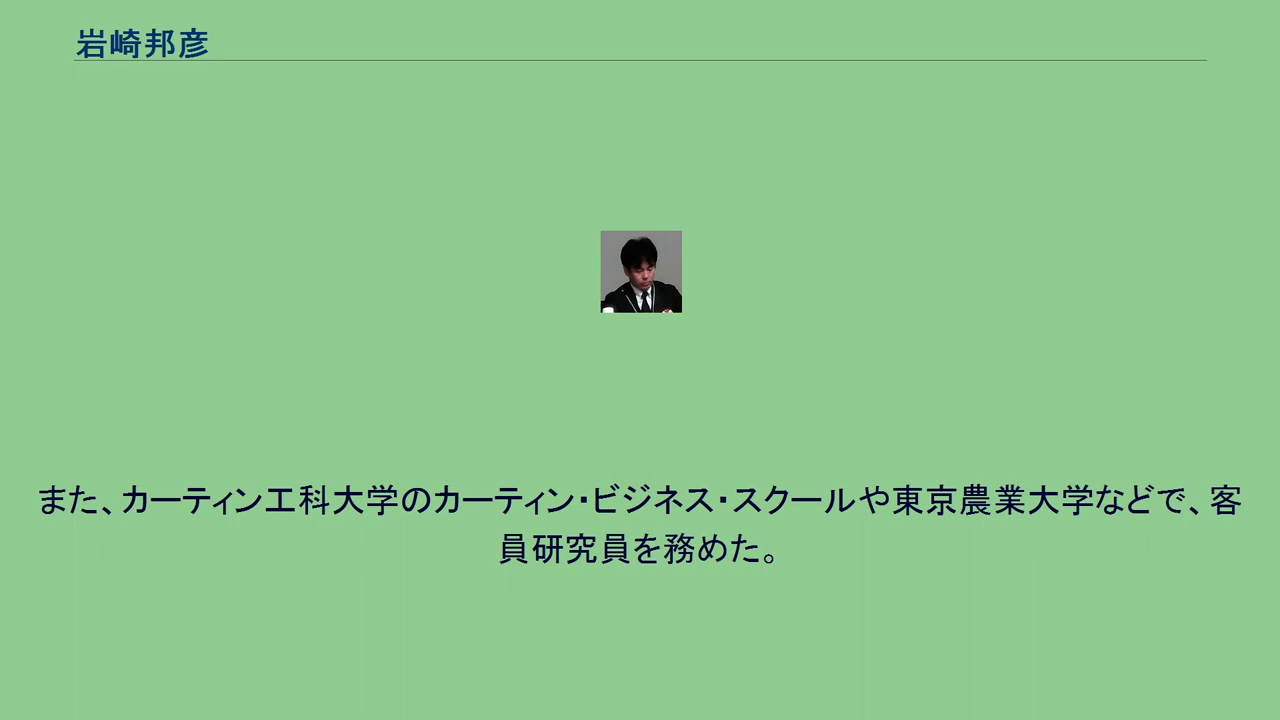 岩崎邦彦
また、カーティン工科大学のカーティン・ビジネス・スクールや東京農業大学などで、客
員研究員を務めた。